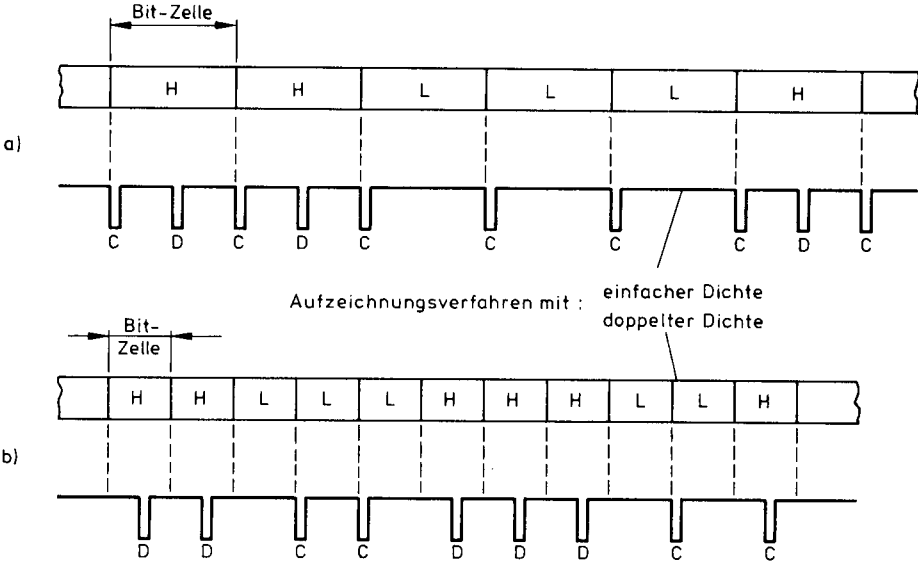 Bit-Zelle
H H L L L H
a)
C D C D C C C C D C
Aufzeichnungsverfahren mit : einfacher Dichte
doppelter Dichte
Bit-
Zelle
H H L L L H H H L L H
b)
D D C C D D D C C